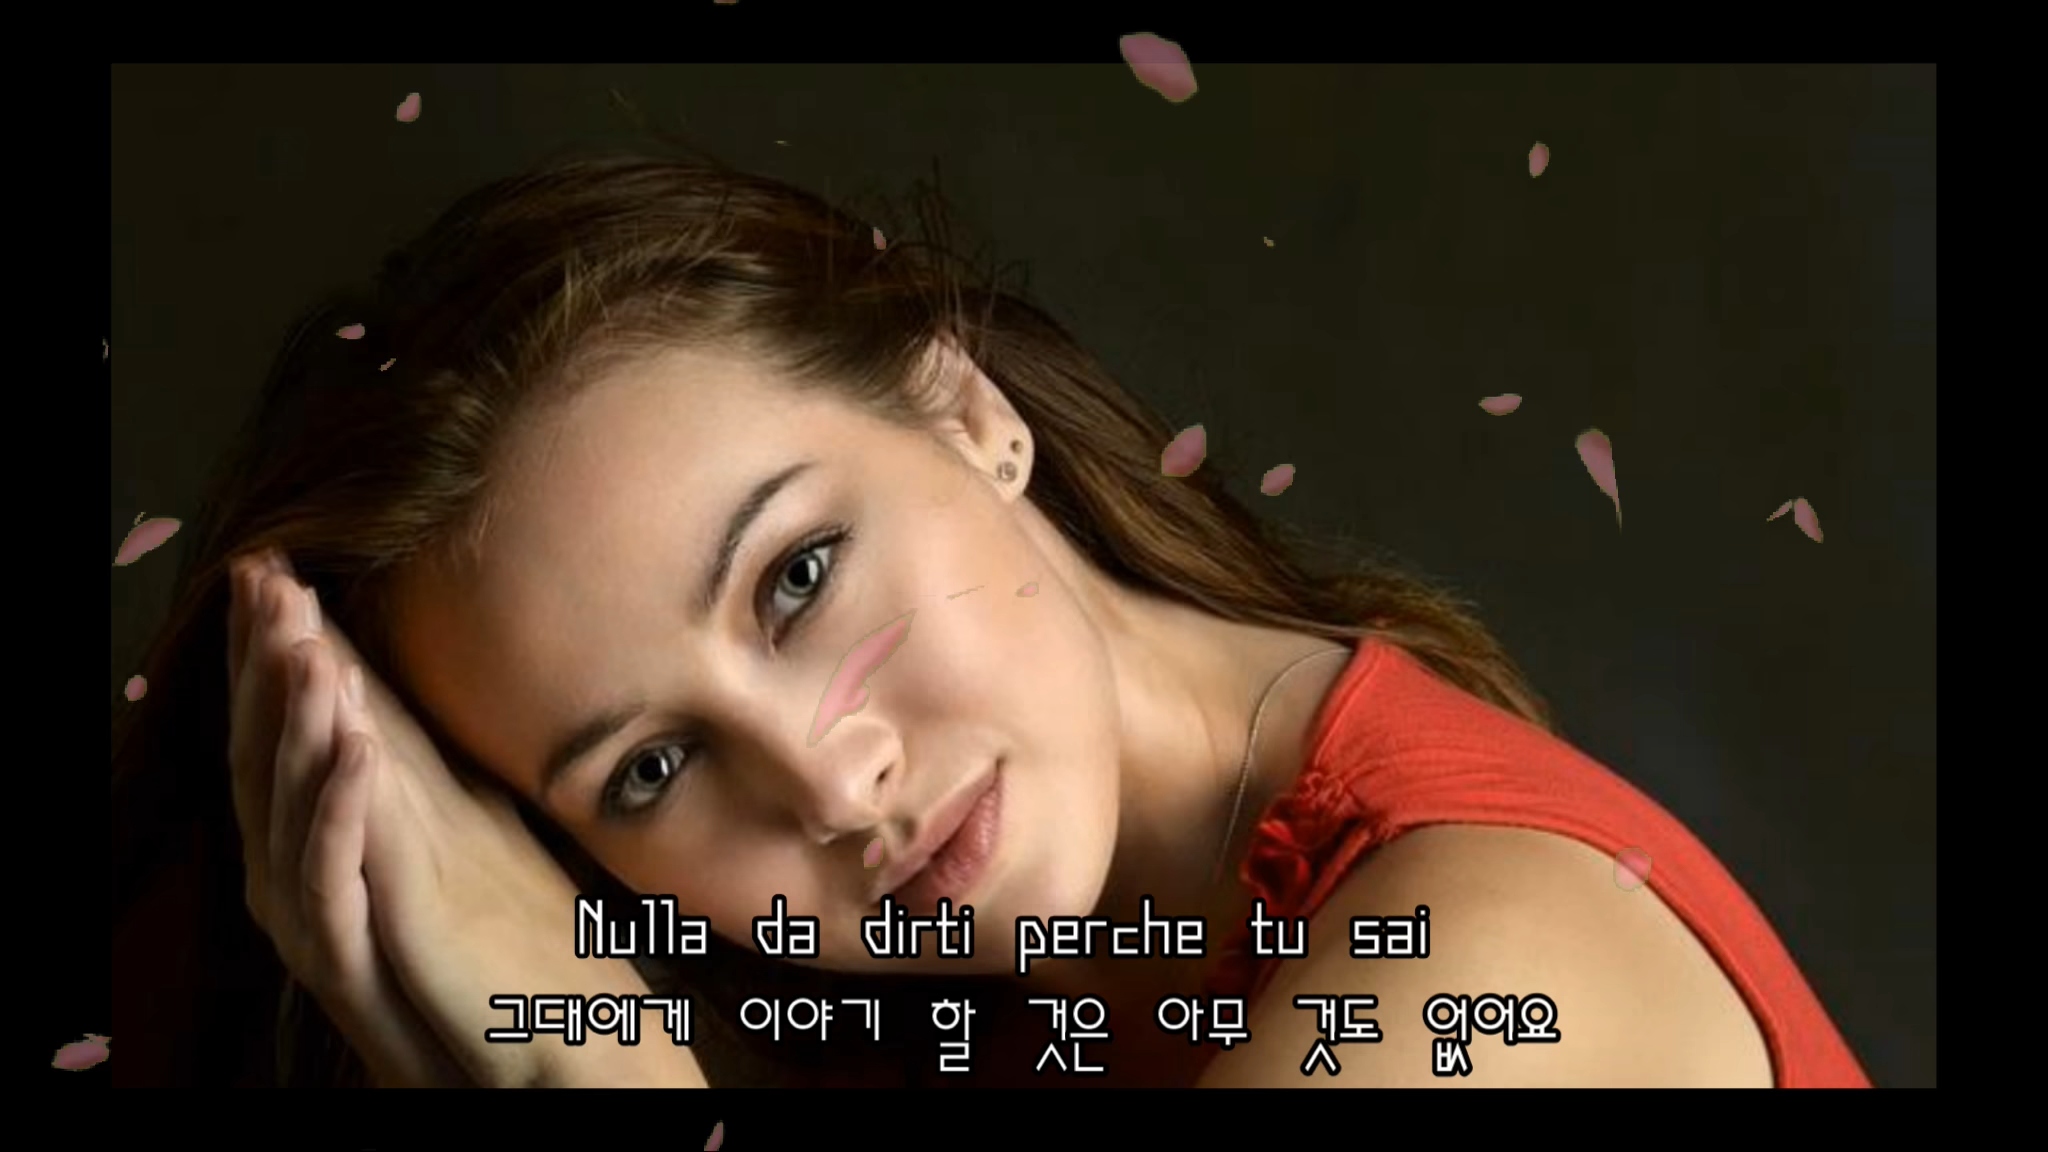 Nulla da dirti perche tu sai
그대에게 이야기 할 것은 아무 것도 없어요